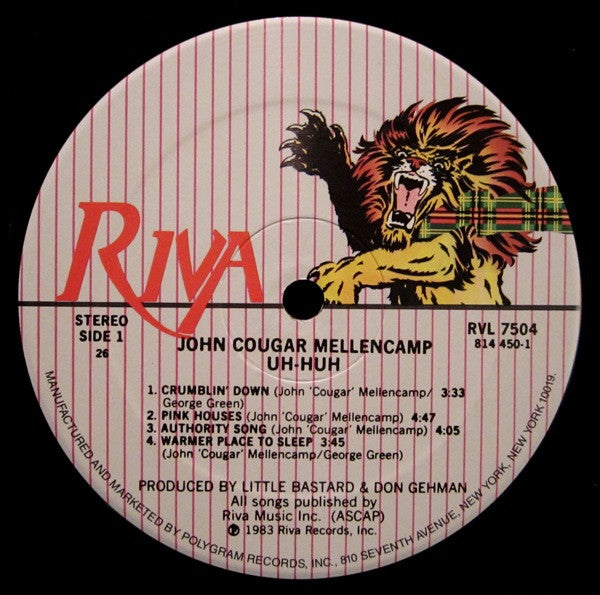 RIVA
STEREO
SIDE 1
26
RVL 7504
814 450-1
JOHN COUGAR MELLENCAMP
UH-HUH
1. CRUMBLIN' DOWN (John 'Cougar' Mellencamp/ 3:33
George Green)
2. PINK HOUSES (John 'Cougar' Mellencamp) 4:47
3. AUTHORITY SONG (John 'Cougar' Mellencamp) 4:05
4. WARMER PLACE TO SLEEP 3:45
(John 'Cougar' Mellencamp/George Green)
PRODUCED BY LITTLE BASTARD & DON GEHMAN
All songs published by
Riva Music Inc. (ASCAP)
℗ 1983 Riva Records, Inc.
MANUFACTURED AND MARKETED BY POLYGRAM RECORDS, INC., 810 SEVENTH AVENUE, NEW YORK, NEW YORK 10019.